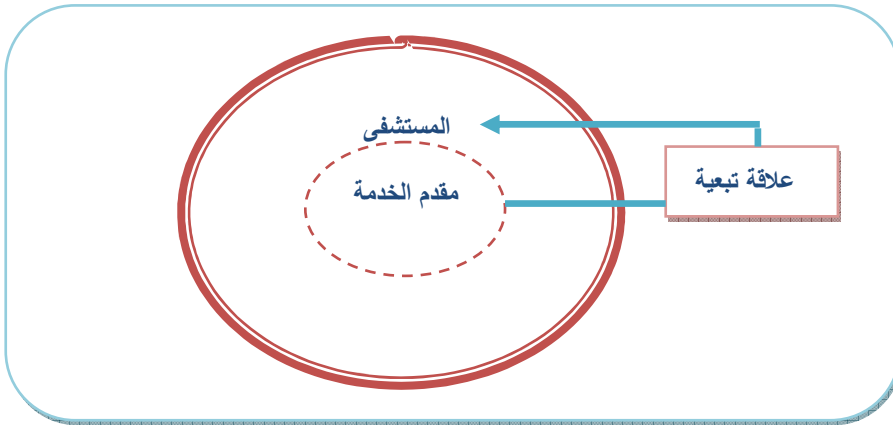 المستشفى
مقدم الخدمة
علاقة تبعية